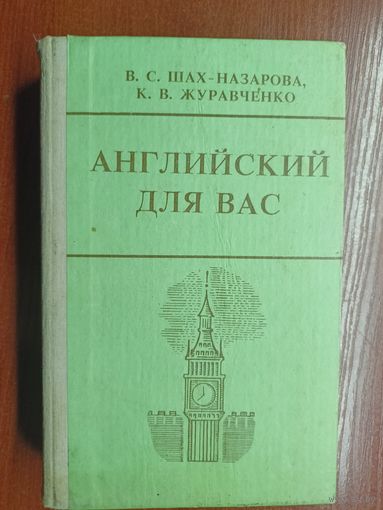 В. С. ШАХ-НАЗАРОВА,
К. В. ЖУРАВЧЕНКО
АНГЛИЙСКИЙ
ДЛЯ ВАС